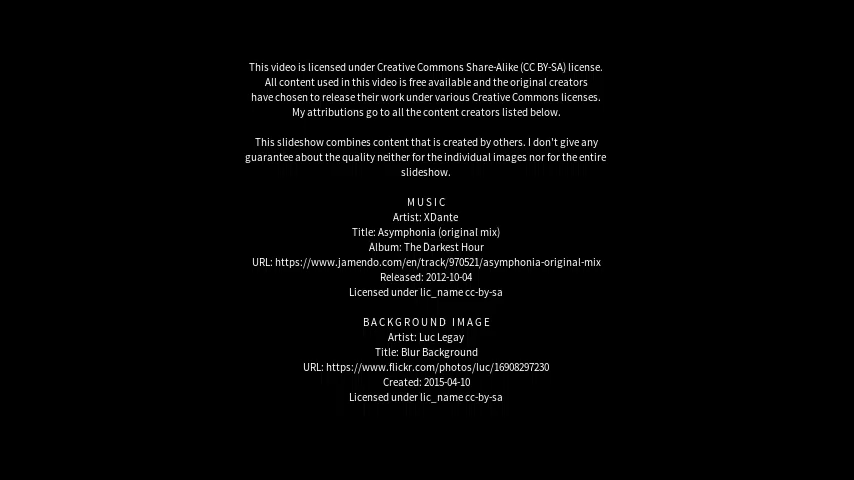 This video is licensed under Creative Commons Share-Alike (CC BY-SA) license.
All content used in this video is free available and the original creators
have chosen to release their work under various Creative Commons licenses.
My attributions go to all the content creators listed below.
This slideshow combines content that is created by others. I don't give any
guarantee about the quality neither for the individual images nor for the entire
slideshow.
MUSIC
Artist: XDante
Title: Asymphonia (original mix)
Album: The Darkest Hour
URL: https://www.jamendo.com/en/track/970521/asymphonia-original-mix
Released: 2012-10-04
Licensed under lic_name cc-by-sa
BACKGROUND IMAGE
Artist: Luc Legay
Title: Blur Background
URL: https://www.flickr.com/photos/luc/16908297230
Created: 2015-04-10
Licensed under lic_name cc-by-sa